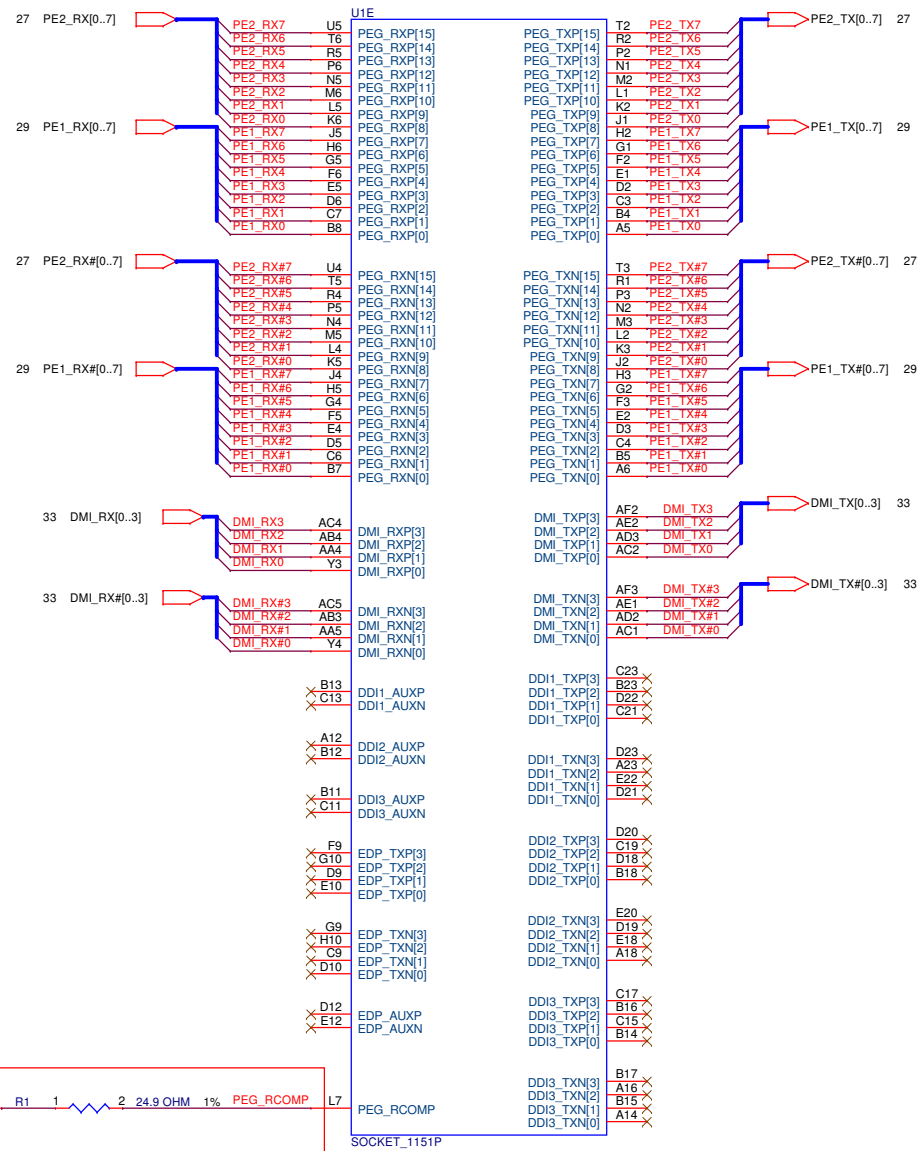 U1E
27 PE2_RX[0..7] PE2_RX7 U5 PEG_RXP[15] PEG_TXP[15] T2 PE2_TX7 PE2_TX[0..7] 27
PE2_RX6 T6 PEG_RXP[14] PEG_TXP[14] R2 PE2_TX6
PE2_RX5 R5 PEG_RXP[13] PEG_TXP[13] P2 PE2_TX5
PE2_RX4 P6 PEG_RXP[12] PEG_TXP[12] N1 PE2_TX4
PE2_RX3 N5 PEG_RXP[11] PEG_TXP[11] M2 PE2_TX3
PE2_RX2 M6 PEG_RXP[10] PEG_TXP[10] L1 PE2_TX2
PE2_RX1 L5 PEG_RXP[9] PEG_TXP[9] K2 PE2_TX1
PE2_RX0 K6 PEG_RXP[8] PEG_TXP[8] J1 PE2_TX0
29 PE1_RX[0..7] PE1_RX7 J5 PEG_RXP[7] PEG_TXP[7] H2 PE1_TX7 PE1_TX[0..7] 29
PE1_RX6 H6 PEG_RXP[6] PEG_TXP[6] G1 PE1_TX6
PE1_RX5 G5 PEG_RXP[5] PEG_TXP[5] F2 PE1_TX5
PE1_RX4 F6 PEG_RXP[4] PEG_TXP[4] E1 PE1_TX4
PE1_RX3 E5 PEG_RXP[3] PEG_TXP[3] D2 PE1_TX3
PE1_RX2 D6 PEG_RXP[2] PEG_TXP[2] C3 PE1_TX2
PE1_RX1 C7 PEG_RXP[1] PEG_TXP[1] B4 PE1_TX1
PE1_RX0 B8 PEG_RXP[0] PEG_TXP[0] A5 PE1_TX0
27 PE2_RX#[0..7] PE2_RX#7 U4 PEG_RXN[15] PEG_TXN[15] T3 PE2_TX#7 PE2_TX#[0..7] 27
PE2_RX#6 T5 PEG_RXN[14] PEG_TXN[14] R1 PE2_TX#6
PE2_RX#5 R4 PEG_RXN[13] PEG_TXN[13] P3 PE2_TX#5
PE2_RX#4 P5 PEG_RXN[12] PEG_TXN[12] N2 PE2_TX#4
PE2_RX#3 N4 PEG_RXN[11] PEG_TXN[11] M3 PE2_TX#3
PE2_RX#2 M5 PEG_RXN[10] PEG_TXN[10] L2 PE2_TX#2
PE2_RX#1 L4 PEG_RXN[9] PEG_TXN[9] K3 PE2_TX#1
PE2_RX#0 K5 PEG_RXN[8] PEG_TXN[8] J2 PE2_TX#0
29 PE1_RX#[0..7] PE1_RX#7 J4 PEG_RXN[7] PEG_TXN[7] H3 PE1_TX#7 PE1_TX#[0..7] 29
PE1_RX#6 H5 PEG_RXN[6] PEG_TXN[6] G2 PE1_TX#6
PE1_RX#5 G4 PEG_RXN[5] PEG_TXN[5] F3 PE1_TX#5
PE1_RX#4 F5 PEG_RXN[4] PEG_TXN[4] E2 PE1_TX#4
PE1_RX#3 E4 PEG_RXN[3] PEG_TXN[3] D3 PE1_TX#3
PE1_RX#2 D5 PEG_RXN[2] PEG_TXN[2] C4 PE1_TX#2
PE1_RX#1 C6 PEG_RXN[1] PEG_TXN[1] B5 PE1_TX#1
PE1_RX#0 B7 PEG_RXN[0] PEG_TXN[0] A6 PE1_TX#0
33 DMI_RX[0..3] DMI_RX3 AC4 DMI_RXP[3] DMI_TXP[3] AF2 DMI_TX3 DMI_TX[0..3] 33
DMI_RX2 AB4 DMI_RXP[2] DMI_TXP[2] AE2 DMI_TX2
DMI_RX1 AA4 DMI_RXP[1] DMI_TXP[1] AD3 DMI_TX1
DMI_RX0 Y3 DMI_RXP[0] DMI_TXP[0] AC2 DMI_TX0
33 DMI_RX#[0..3] DMI_RX#3 AC5 DMI_RXN[3] DMI_TXN[3] AF3 DMI_TX#3 DMI_TX#[0..3] 33
DMI_RX#2 AB3 DMI_RXN[2] DMI_TXN[2] AE1 DMI_TX#2
DMI_RX#1 AA5 DMI_RXN[1] DMI_TXN[1] AD2 DMI_TX#1
DMI_RX#0 Y4 DMI_RXN[0] DMI_TXN[0] AC1 DMI_TX#0
DDI1_TXP[3] C23
B13 DDI1_AUXP DDI1_TXP[2] B23
C13 DDI1_AUXN DDI1_TXP[1] D22
DDI1_TXP[0] C21
A12 DDI2_AUXP
B12 DDI2_AUXN DDI1_TXN[3] D23
DDI1_TXN[2] A23
DDI1_TXN[1] E22
B11 DDI3_AUXP DDI1_TXN[0] D21
C11 DDI3_AUXN
DDI2_TXP[3] D20
F9 EDP_TXP[3] DDI2_TXP[2] C19
G10 EDP_TXP[2] DDI2_TXP[1] D18
D9 EDP_TXP[1] DDI2_TXP[0] B18
E10 EDP_TXP[0]
DDI2_TXN[3] E20
G9 EDP_TXN[3] DDI2_TXN[2] D19
H10 EDP_TXN[2] DDI2_TXN[1] E18
C9 EDP_TXN[1] DDI2_TXN[0] A18
D10 EDP_TXN[0]
DDI3_TXP[3] C17
D12 EDP_AUXP DDI3_TXP[2] B16
E12 EDP_AUXN DDI3_TXP[1] C15
DDI3_TXP[0] B14
DDI3_TXN[3] B17
DDI3_TXN[2] A16
R1 1 2 24.9 OHM 1% PEG_RCOMP L7 PEG_RCOMP DDI3_TXN[1] B15
DDI3_TXN[0] A14
SOCKET_1151P